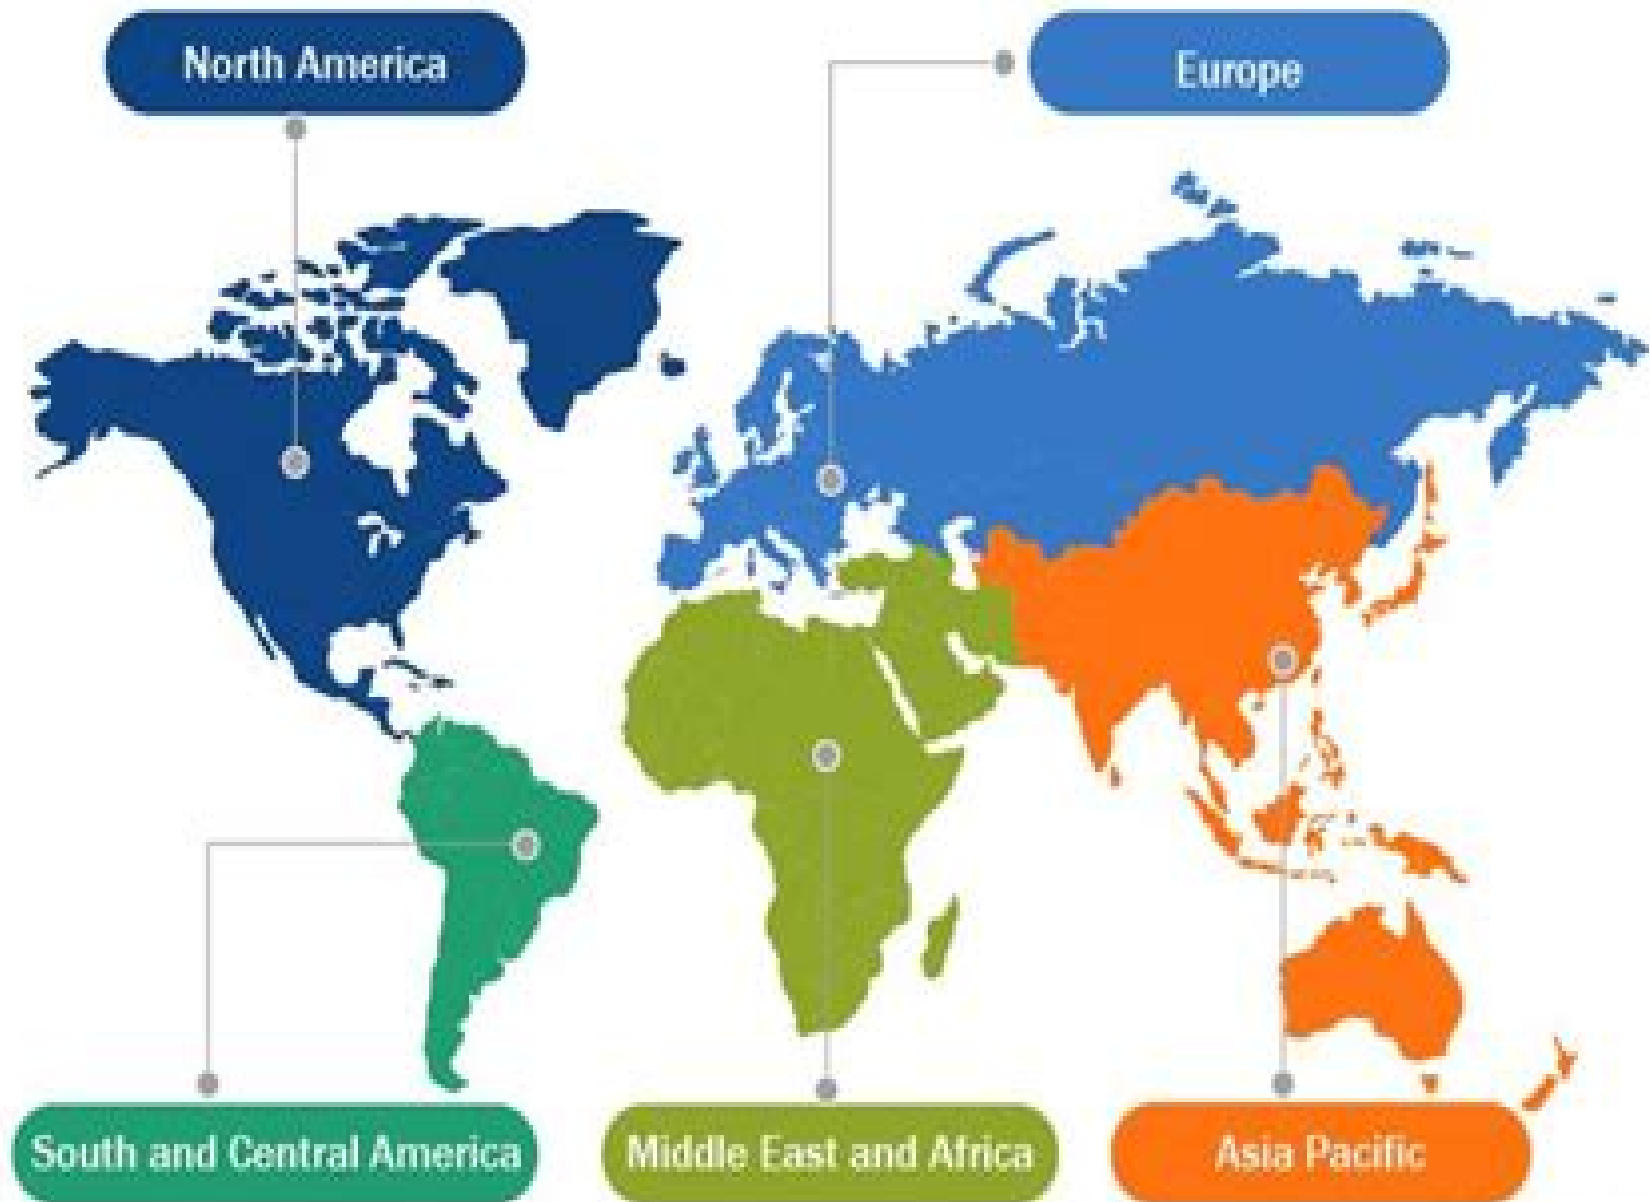 North America
Europe
South and Central America
Middle East and Africa
Asia Pacific